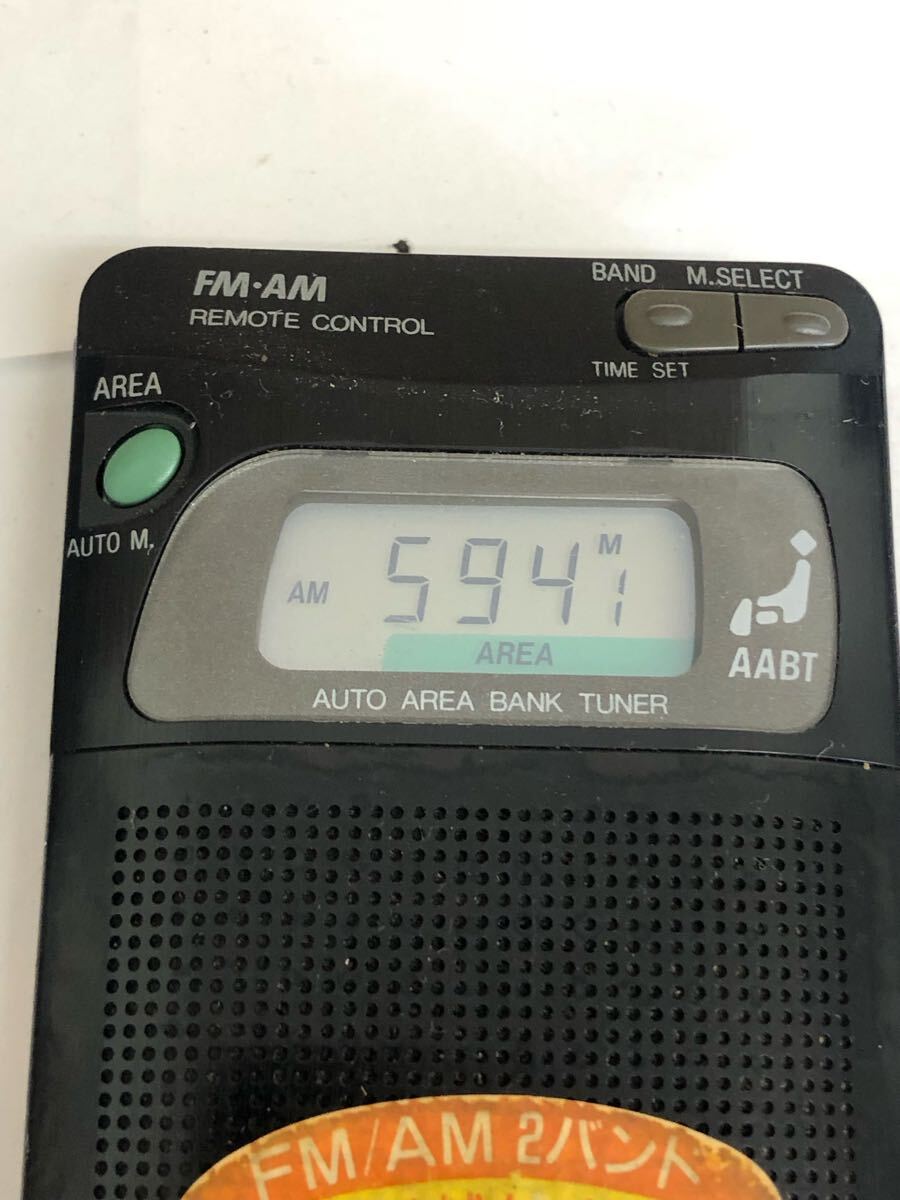 FM·AM
REMOTE CONTROL
BAND M.SELECT
TIME SET
AREA
AUTO M.
AM 594 M 1
AREA
AABT
AUTO AREA BANK TUNER
FM/AM 2バンド